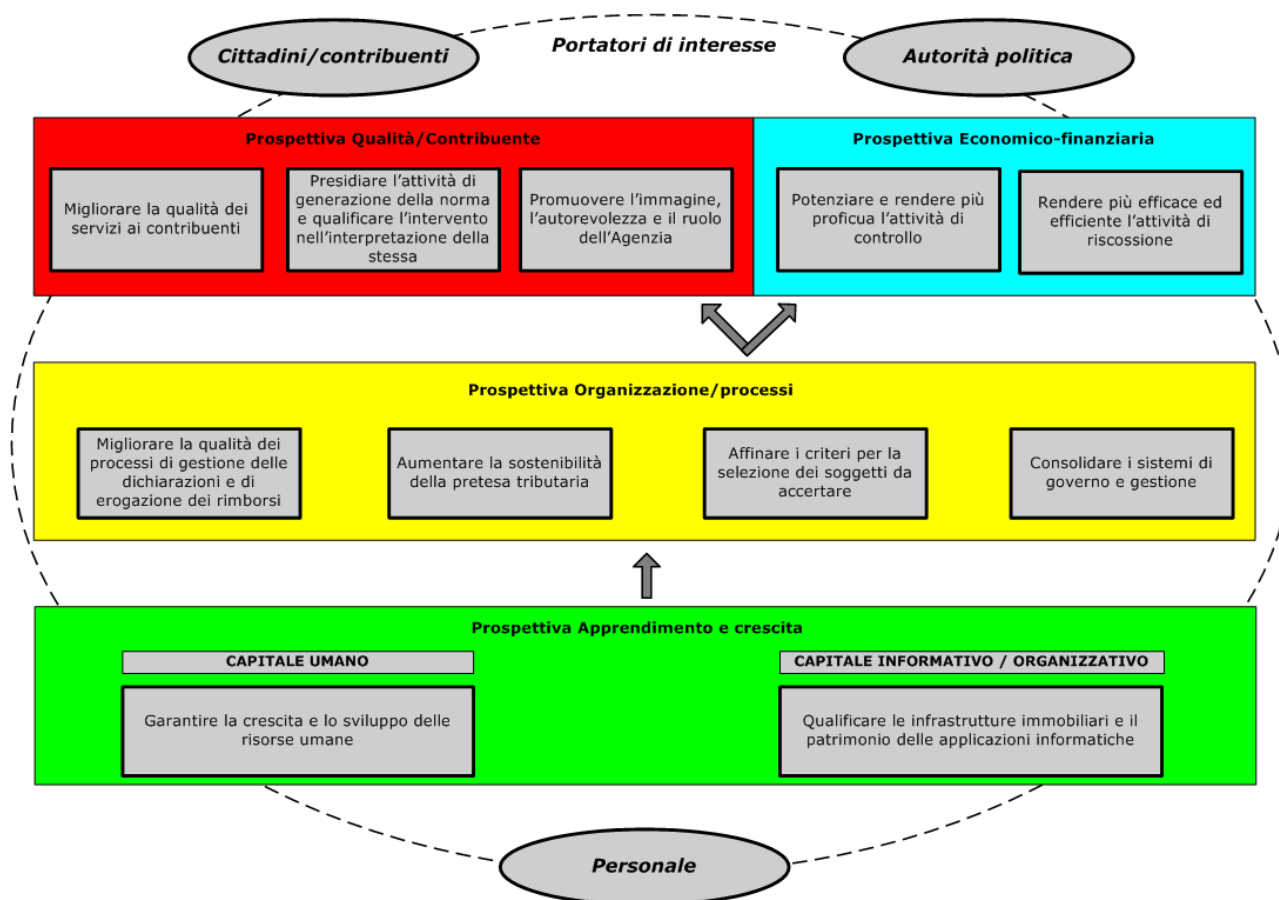 Cittadini/contribuenti
Portatori di interesse
Autorità politica
Prospettiva Qualità/Contribuente
Migliorare la qualità dei
servizi ai contribuenti
Presidiare l’attività di
generazione della norma
e qualificare l’intervento
nell’interpretazione della
stessa
Promuovere l’immagine,
l’autorevolezza e il ruolo
dell’Agenzia
Prospettiva Economico-finanziaria
Potenziare e rendere più
proficua l’attività di
controllo
Rendere più efficace ed
efficiente l’attività di
riscossione
Prospettiva Organizzazione/processi
Migliorare la qualità dei
processi di gestione delle
dichiarazioni e di
erogazione dei rimborsi
Aumentare la sostenibilità
della pretesa tributaria
Affinare i criteri per la
selezione dei soggetti da
accertare
Consolidare i sistemi di
governo e gestione
Prospettiva Apprendimento e crescita
CAPITALE UMANO
Garantire la crescita e lo sviluppo delle
risorse umane
CAPITALE INFORMATIVO / ORGANIZZATIVO
Qualificare le infrastrutture immobiliari e il
patrimonio delle applicazioni informatiche
Personale